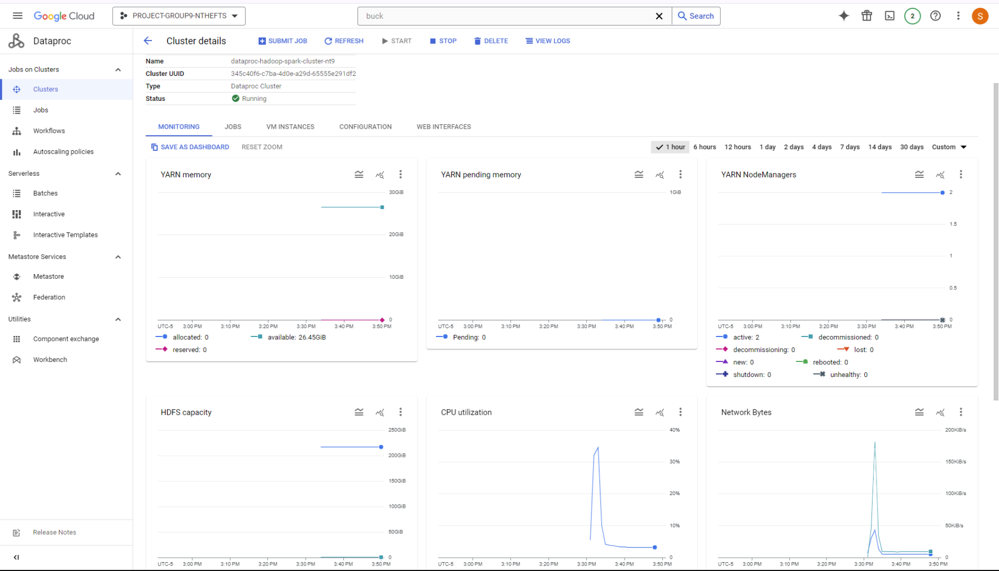 Google Cloud
PROJECT-GROUP9-NTHEFTS
buck
Search
2
S
Dataproc
Cluster details
SUBMIT JOB
REFRESH
START
STOP
DELETE
VIEW LOGS
Jobs on Clusters
Clusters
Jobs
Workflows
Autoscaling policies
Serverless
Batches
Interactive
Interactive Templates
Metastore Services
Metastore
Federation
Utilities
Component exchange
Workbench
Release Notes
Name dataproc-hadoop-spark-cluster-nt9
Cluster UUID 345c40f6-c7ba-4d0e-a29d-65555e291df2
Type Dataproc Cluster
Status Running
MONITORING JOBS VM INSTANCES CONFIGURATION WEB INTERFACES
SAVE AS DASHBOARD RESET ZOOM
1 hour 6 hours 12 hours 1 day 2 days 4 days 7 days 14 days 30 days Custom
YARN memory
30GiB
20GiB
10GiB
0
UTC-5 3:00 PM 3:10 PM 3:20 PM 3:30 PM 3:40 PM 3:50 PM
allocated: 0 available: 26.45GiB
reserved: 0
YARN pending memory
1GiB
0
UTC-5 3:00 PM 3:10 PM 3:20 PM 3:30 PM 3:40 PM 3:50 PM
Pending: 0
YARN NodeManagers
2
1.5
1
0.5
0
UTC-5 3:00 PM 3:10 PM 3:20 PM 3:30 PM 3:40 PM 3:50 PM
active: 2 decommissioned: 0
decommissioning: 0 lost: 0
new: 0 rebooted: 0
shutdown: 0 unhealthy: 0
HDFS capacity
250GiB
200GiB
150GiB
100GiB
50GiB
0
UTC-5 3:00 PM 3:10 PM 3:20 PM 3:30 PM 3:40 PM 3:50 PM
CPU utilization
40%
30%
20%
10%
0
UTC-5 3:00 PM 3:10 PM 3:20 PM 3:30 PM 3:40 PM 3:50 PM
Network Bytes
200KiB/s
150KiB/s
100KiB/s
50KiB/s
0
UTC-5 3:00 PM 3:10 PM 3:20 PM 3:30 PM 3:40 PM 3:50 PM